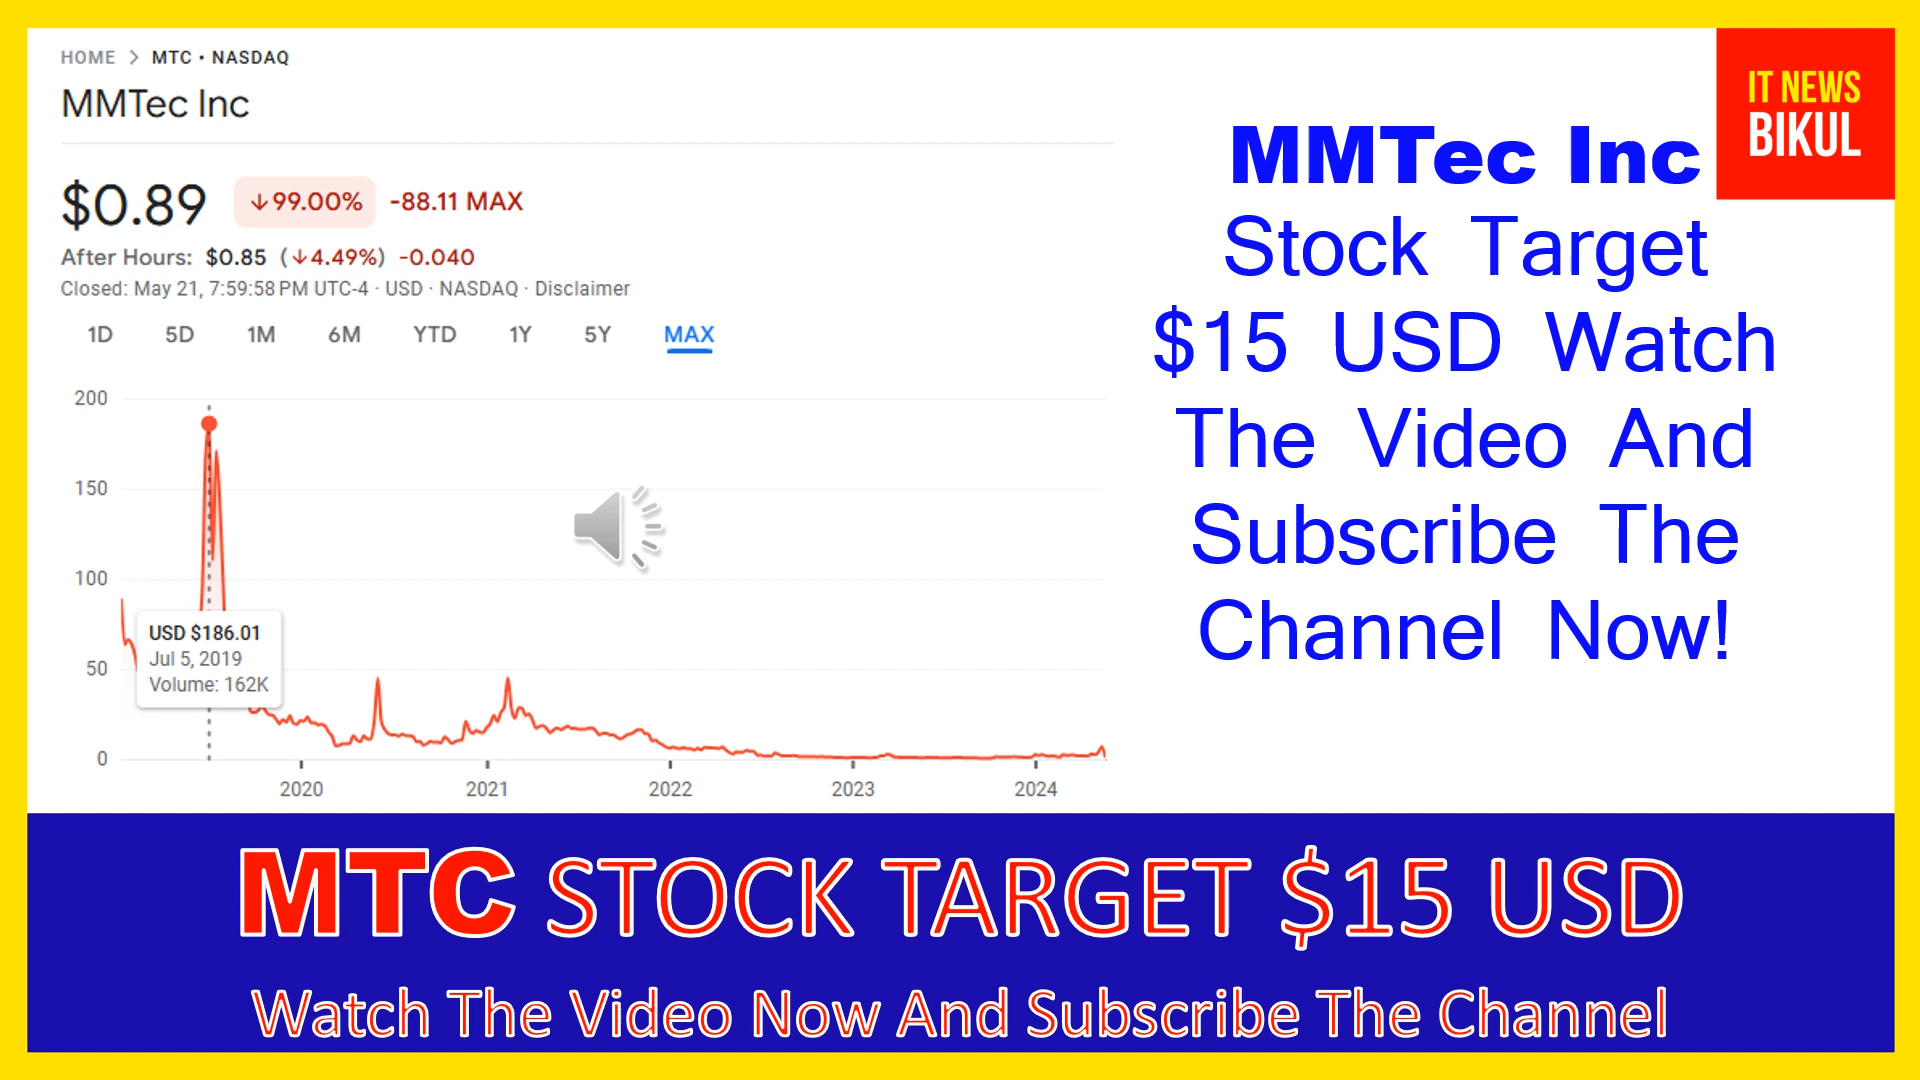 HOME > MTC • NASDAQ
MMTec Inc
$0.89 ↓99.00% -88.11 MAX
After Hours: $0.85 (↓4.49%) -0.040
Closed: May 21, 7:59:58 PM UTC-4 · USD · NASDAQ · Disclaimer
1D 5D 1M 6M YTD 1Y 5Y MAX
200
150
100
50
0
USD $186.01
Jul 5, 2019
Volume: 162K
2020 2021 2022 2023 2024
IT NEWS
BIKUL
MMTec Inc
Stock Target
$15 USD Watch
The Video And
Subscribe The
Channel Now!
MTC STOCK TARGET $15 USD
Watch The Video Now And Subscribe The Channel